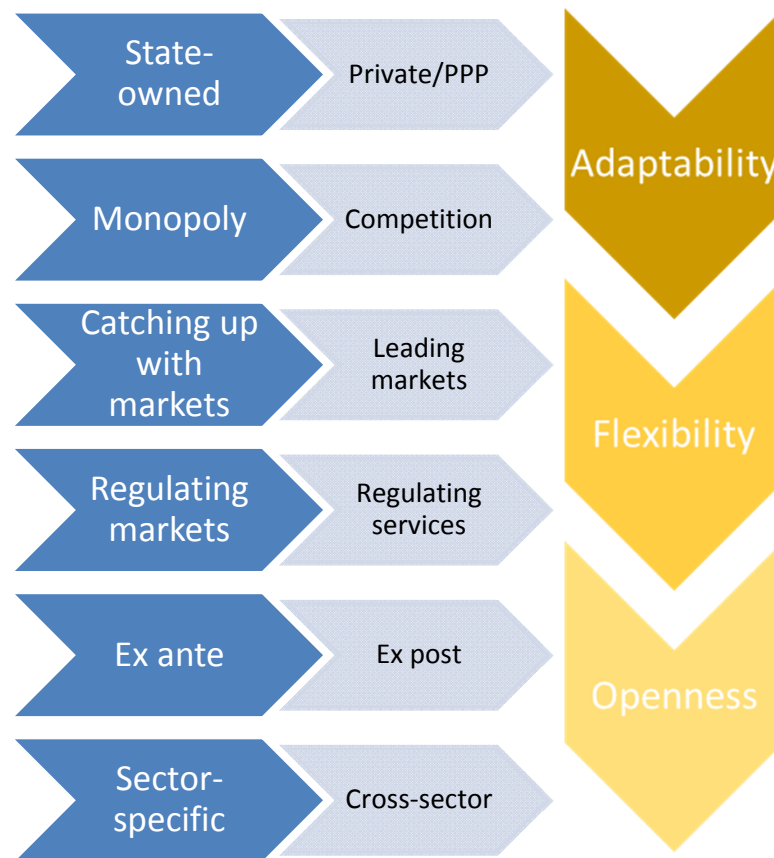 State-
owned
Private/PPP
Monopoly
Competition
Catching up
with
markets
Leading
markets
Regulating
markets
Regulating
services
Ex ante
Ex post
Sector-
specific
Cross-sector
Adaptability
Flexibility
Openness